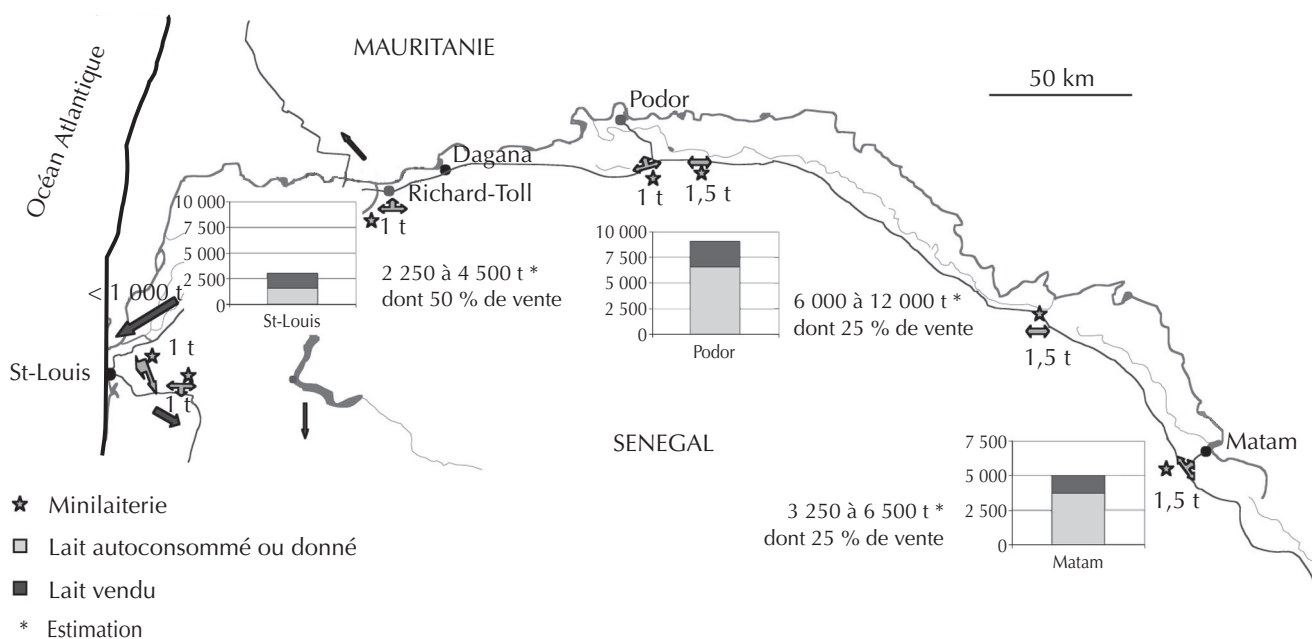 MAURITANIE
Océan Atlantique
50 km
Podor
Dagana
Richard-Toll
1 t
1 t
1,5 t
10 000
7 500
5 000
2 500
0
St-Louis
2 250 à 4 500 t *
dont 50 % de vente
10 000
7 500
5 000
2 500
0
Podor
6 000 à 12 000 t *
dont 25 % de vente
< 1 000 t
1,5 t
St-Louis
1 t
1 t
SENEGAL
Matam
7 500
5 000
2 500
0
Matam
1,5 t
3 250 à 6 500 t *
dont 25 % de vente
Minilaiterie
Lait autoconsommé ou donné
Lait vendu
* Estimation